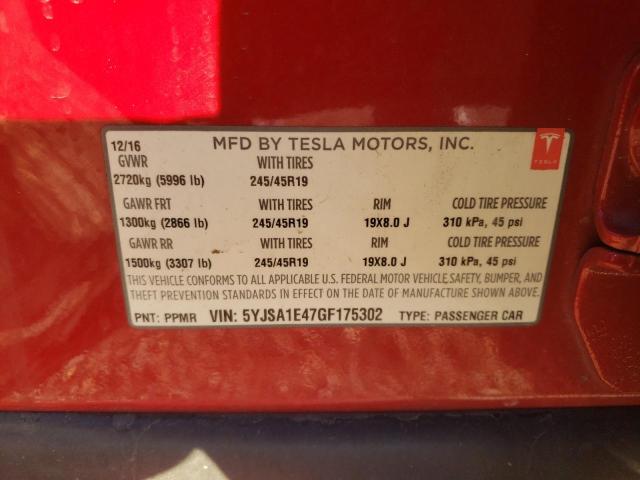 12/16 MFD BY TESLA MOTORS, INC.
GVWR WITH TIRES
2720kg (5996 lb) 245/45R19
GAWR FRT WITH TIRES RIM COLD TIRE PRESSURE
1300kg (2866 lb) 245/45R19 19X8.0 J 310 kPa, 45 psi
GAWR RR WITH TIRES RIM COLD TIRE PRESSURE
1500kg (3307 lb) 245/45R19 19X8.0 J 310 kPa, 45 psi
THIS VEHICLE CONFORMS TO ALL APPLICABLE U.S. FEDERAL MOTOR VEHICLE, SAFETY, BUMPER, AND
THEFT PREVENTION STANDARDS IN EFFECT ON THE DATE OF MANUFACTURE SHOWN ABOVE.
PNT: PPMR VIN: 5YJSA1E47GF175302 TYPE: PASSENGER CAR
TESLA